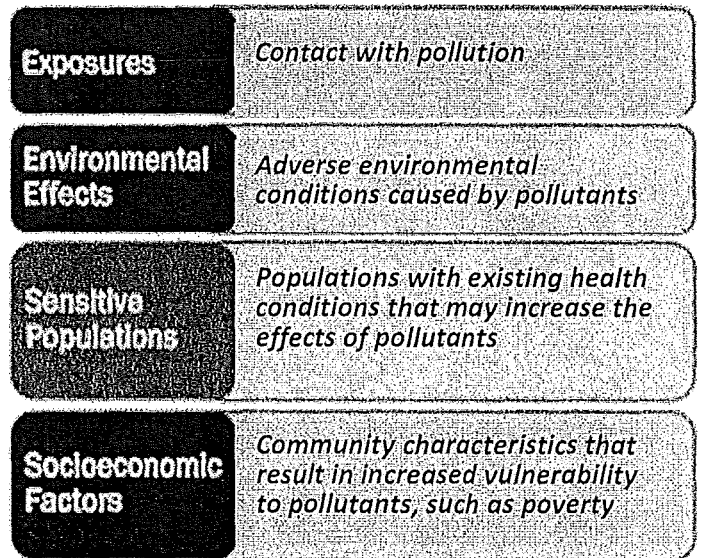 Exposures
Contact with pollution
Environmental
Effects
Adverse environmental
conditions caused by pollutants
Sensitive
Populations
Populations with existing health
conditions that may increase the
effects of pollutants
Socioeconomic
Factors
Community characteristics that
result in increased vulnerability
to pollutants, such as poverty